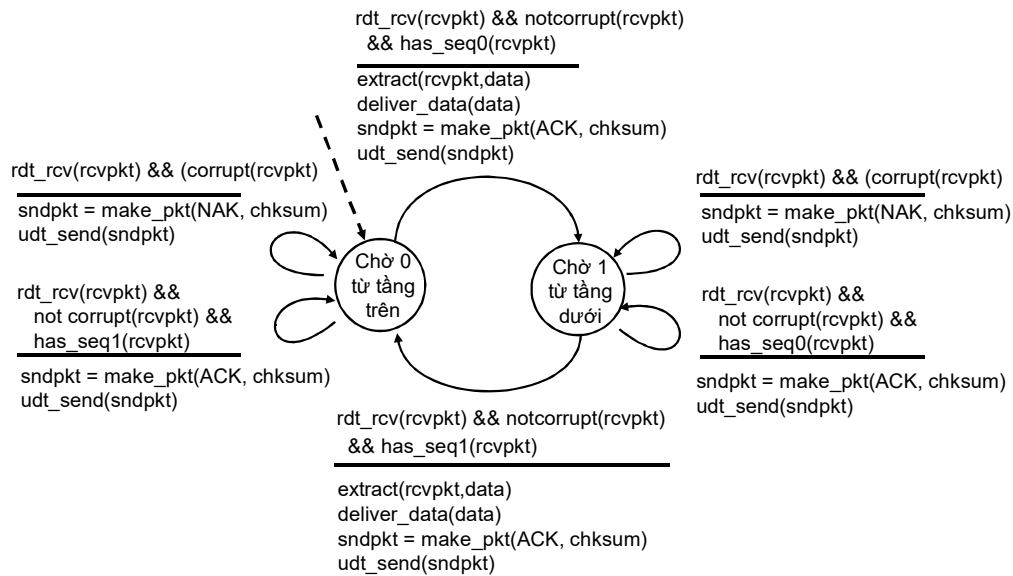 rdt_rcv(rcvpkt) && notcorrupt(rcvpkt)
&& has_seq0(rcvpkt)
extract(rcvpkt,data)
deliver_data(data)
sndpkt = make_pkt(ACK, chksum)
udt_send(sndpkt)
rdt_rcv(rcvpkt) && (corrupt(rcvpkt)
sndpkt = make_pkt(NAK, chksum)
udt_send(sndpkt)
rdt_rcv(rcvpkt) &&
not corrupt(rcvpkt) &&
has_seq1(rcvpkt)
sndpkt = make_pkt(ACK, chksum)
udt_send(sndpkt)
Chờ 0
từ tầng
trên
Chờ 1
từ tầng
dưới
rdt_rcv(rcvpkt) && (corrupt(rcvpkt)
sndpkt = make_pkt(NAK, chksum)
udt_send(sndpkt)
rdt_rcv(rcvpkt) &&
not corrupt(rcvpkt) &&
has_seq0(rcvpkt)
sndpkt = make_pkt(ACK, chksum)
udt_send(sndpkt)
rdt_rcv(rcvpkt) && notcorrupt(rcvpkt)
&& has_seq1(rcvpkt)
extract(rcvpkt,data)
deliver_data(data)
sndpkt = make_pkt(ACK, chksum)
udt_send(sndpkt)